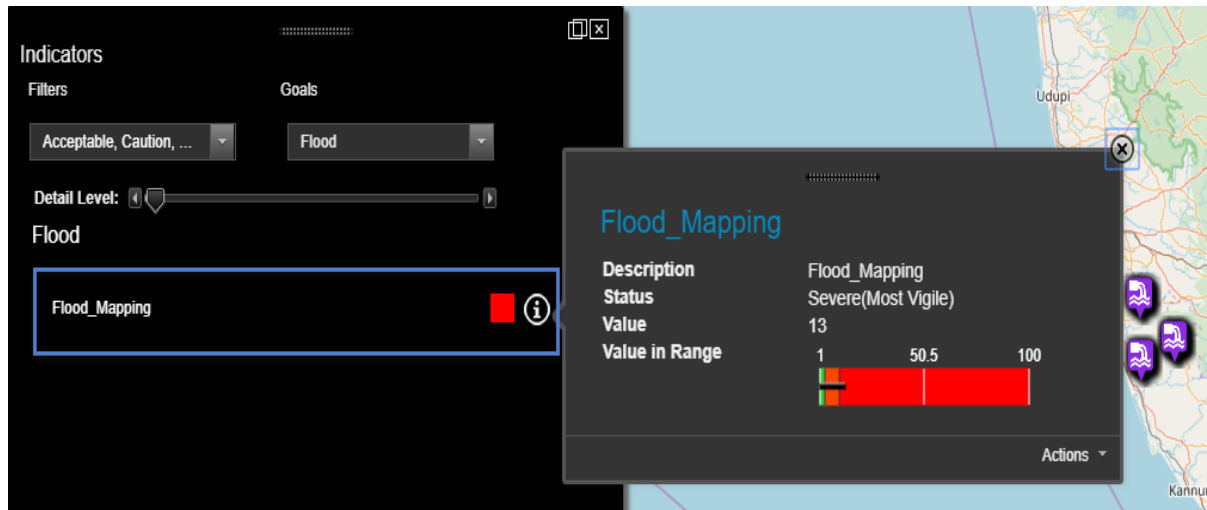 Indicators
Filters Goals
Acceptable, Caution, ... Flood
Detail Level:
Flood
Flood_Mapping
Flood_Mapping
Description Flood_Mapping
Status Severe(Most Vigile)
Value 13
Value in Range 1 50.5 100
Actions
Udupi
Kannu